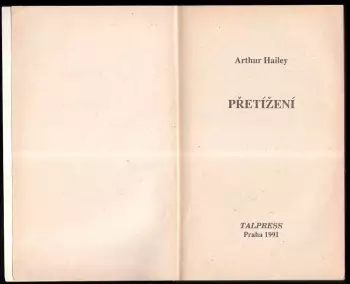 Arthur Hailey
PŘETÍŽENÍ
TALPRESS
Praha 1991